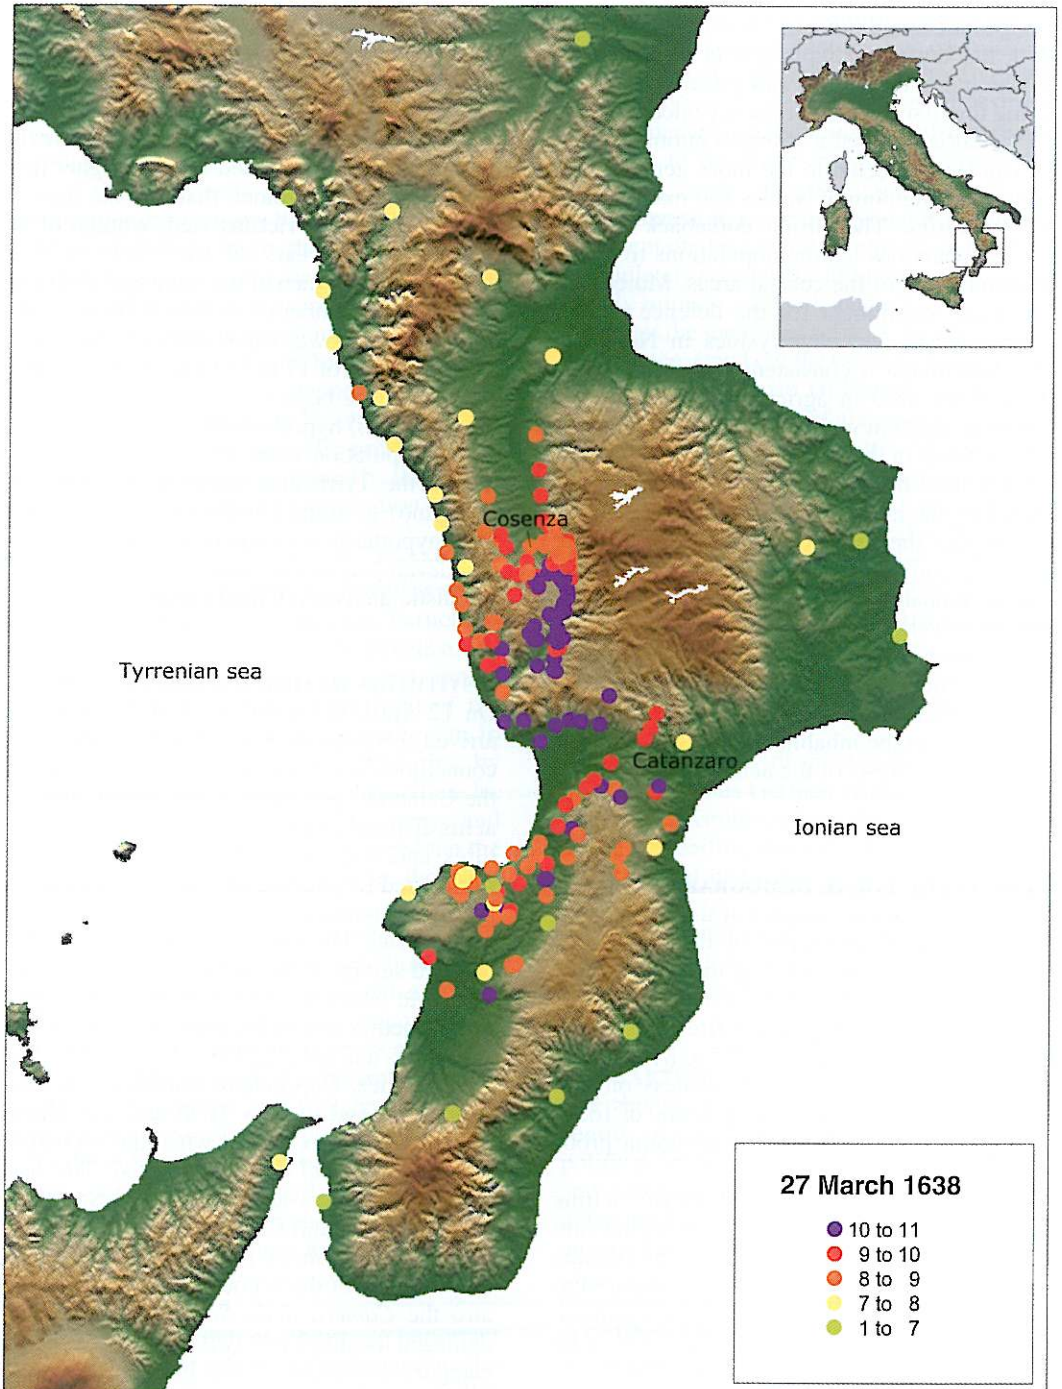 Cosenza
Tyrrenian sea
Catanzaro
Ionian sea
27 March 1638
10 to 11
9 to 10
8 to 9
7 to 8
1 to 7